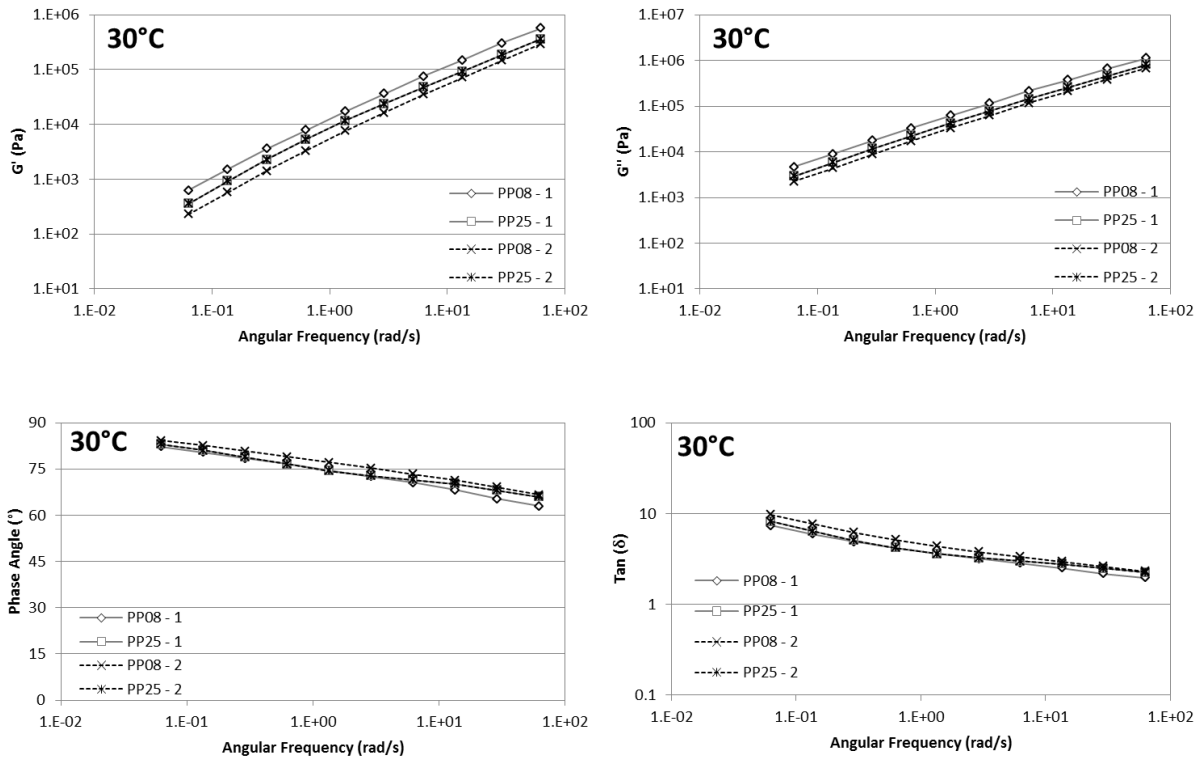 30°C
G' (Pa)
1.E+06
1.E+05
1.E+04
1.E+03
1.E+02
1.E+01
PP08 - 1
PP25 - 1
PP08 - 2
PP25 - 2
1.E-02 1.E-01 1.E+00 1.E+01 1.E+02
Angular Frequency (rad/s)
30°C
G'' (Pa)
1.E+07
1.E+06
1.E+05
1.E+04
1.E+03
1.E+02
1.E+01
PP08 - 1
PP25 - 1
PP08 - 2
PP25 - 2
1.E-02 1.E-01 1.E+00 1.E+01 1.E+02
Angular Frequency (rad/s)
30°C
Phase Angle (°)
90
75
60
45
30
15
0
PP08 - 1
PP25 - 1
PP08 - 2
PP25 - 2
1.E-02 1.E-01 1.E+00 1.E+01 1.E+02
Angular Frequency (rad/s)
30°C
Tan (δ)
100
10
1
0.1
PP08 - 1
PP25 - 1
PP08 - 2
PP25 - 2
1.E-02 1.E-01 1.E+00 1.E+01 1.E+02
Angular Frequency (rad/s)